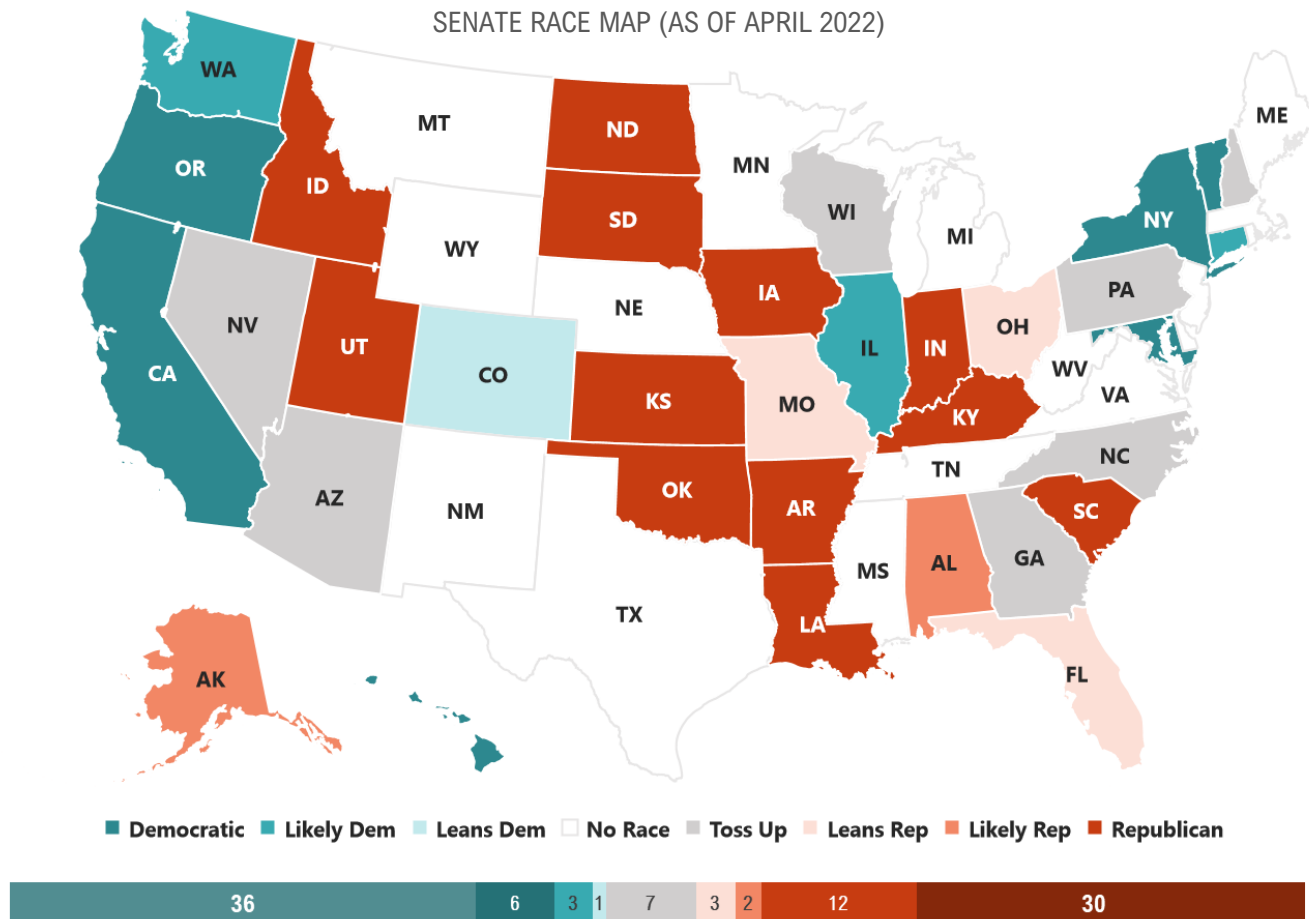 SENATE RACE MAP (AS OF APRIL 2022)
WA
MT
ND
MN
ME
OR
ID
SD
WI
MI
NY
WY
IA
NE
PA
NV
UT
CO
IL
IN
OH
WV
VA
CA
KS
MO
KY
NC
TN
AZ
NM
OK
AR
SC
MS
AL
GA
TX
LA
FL
AK
Democratic Likely Dem Leans Dem No Race Toss Up Leans Rep Likely Rep Republican
36 6 3 1 7 3 2 12 30